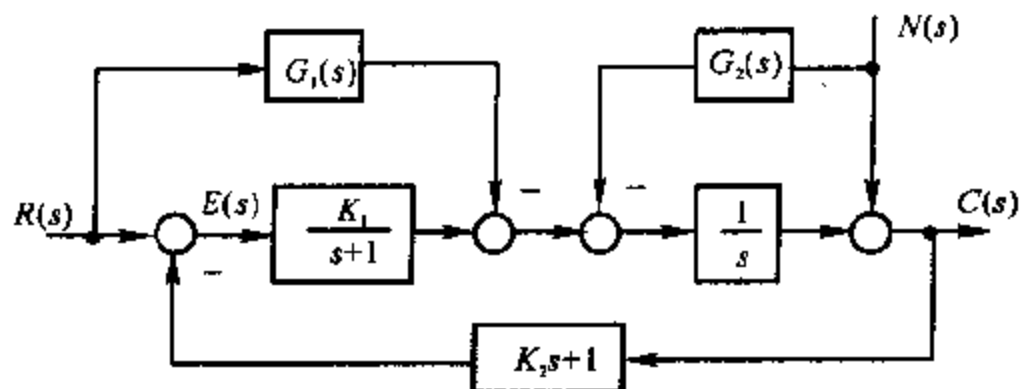 N(s)
G₁(s)
G₂(s)
− −
R(s)
E(s)
K₁
s+1
1
s
C(s)
−
K₂s+1